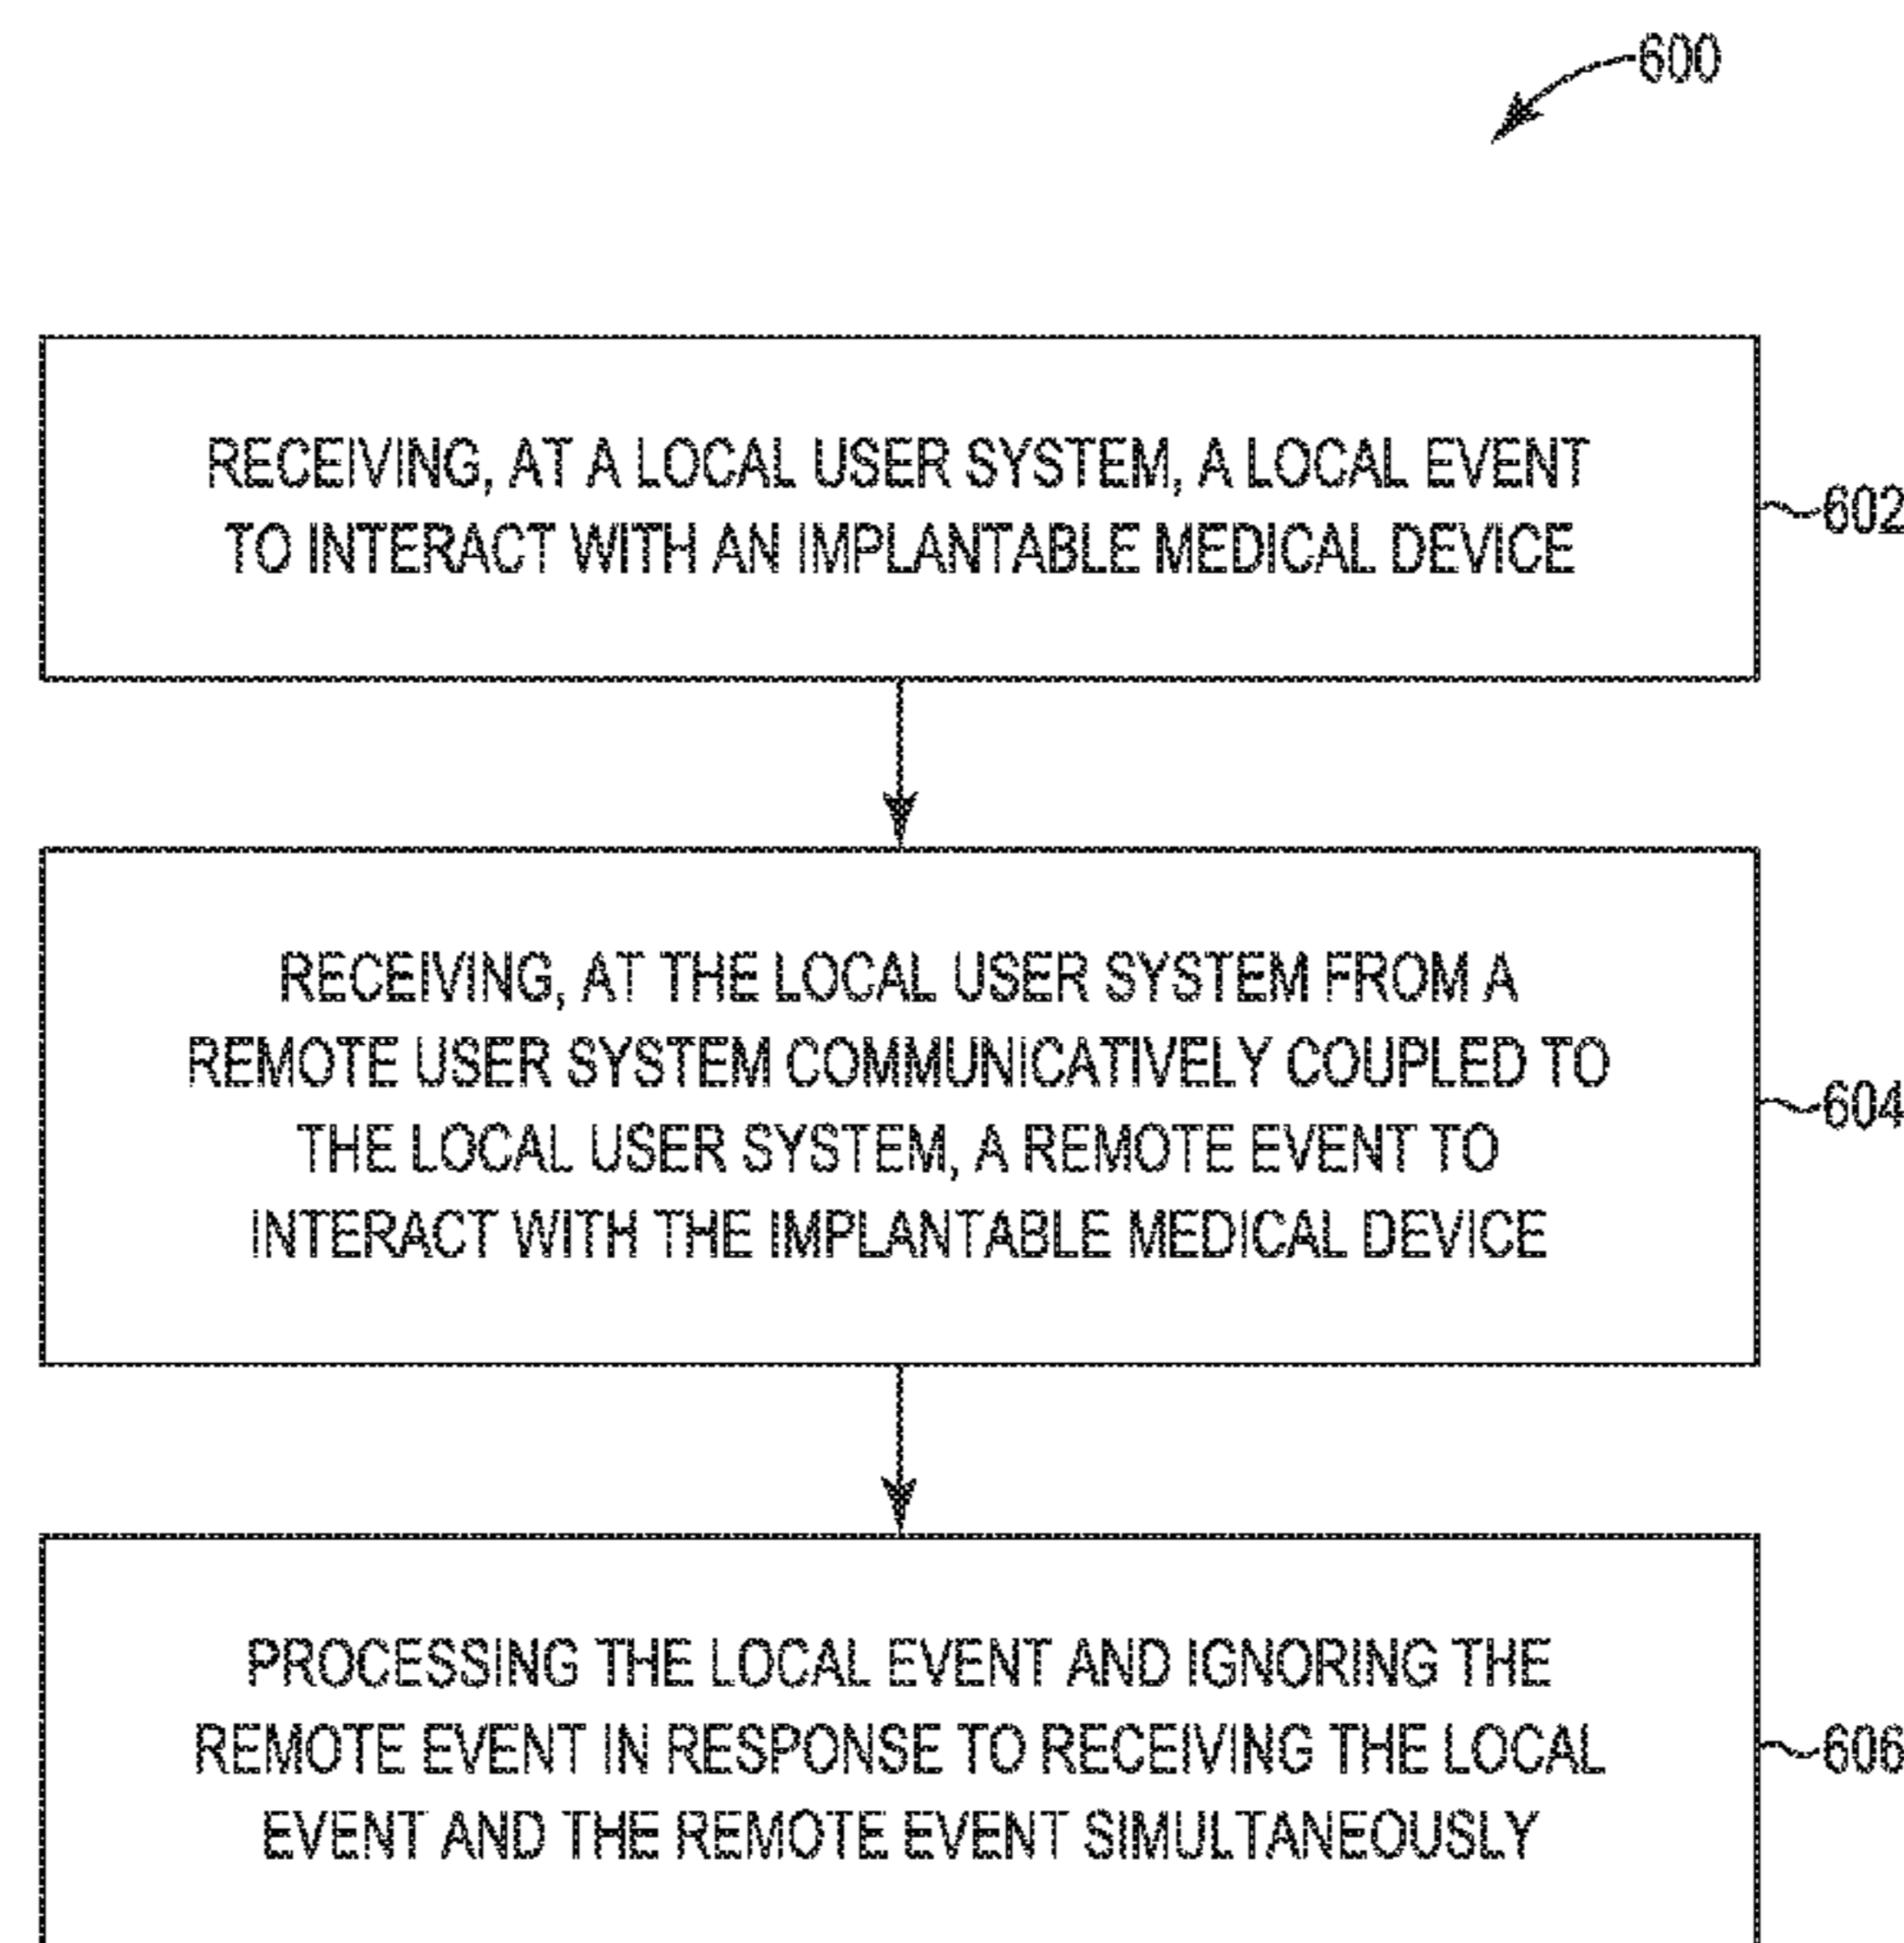 600
RECEIVING, AT A LOCAL USER SYSTEM, A LOCAL EVENT
TO INTERACT WITH AN IMPLANTABLE MEDICAL DEVICE
602
RECEIVING, AT THE LOCAL USER SYSTEM FROM A
REMOTE USER SYSTEM COMMUNICATIVELY COUPLED TO
THE LOCAL USER SYSTEM, A REMOTE EVENT TO
INTERACT WITH THE IMPLANTABLE MEDICAL DEVICE
604
PROCESSING THE LOCAL EVENT AND IGNORING THE
REMOTE EVENT IN RESPONSE TO RECEIVING THE LOCAL
EVENT AND THE REMOTE EVENT SIMULTANEOUSLY
606